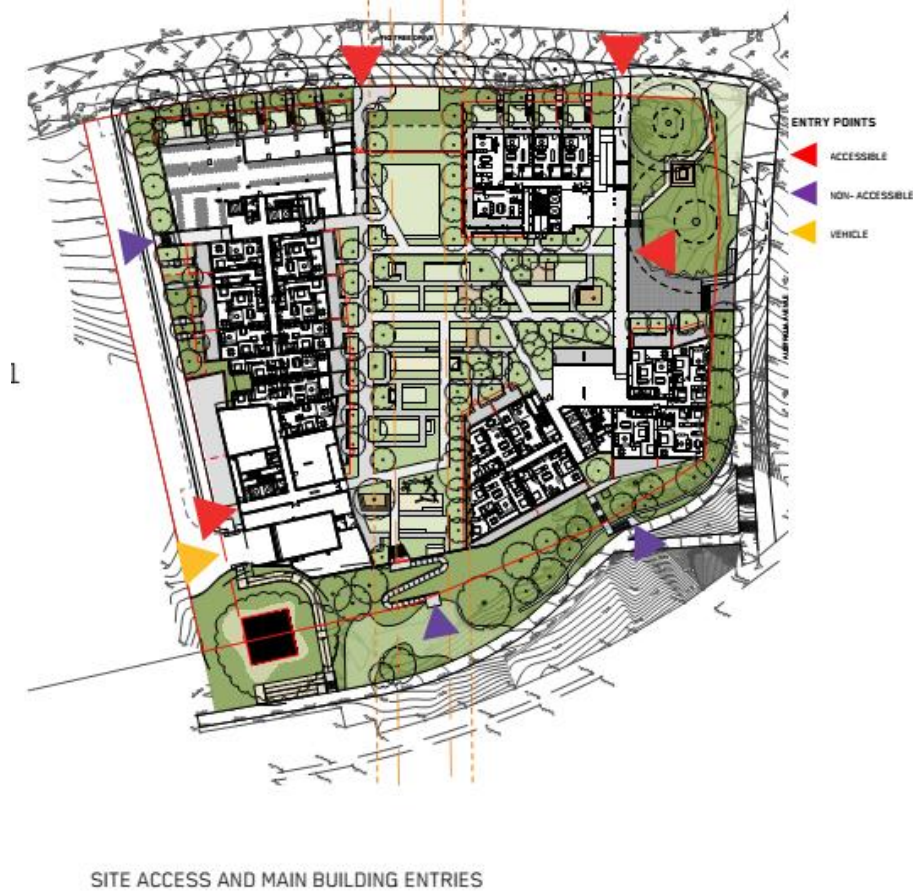 ENTRY POINTS
ACCESSIBLE
NON- ACCESSIBLE
VEHICLE
1
SITE ACCESS AND MAIN BUILDING ENTRIES